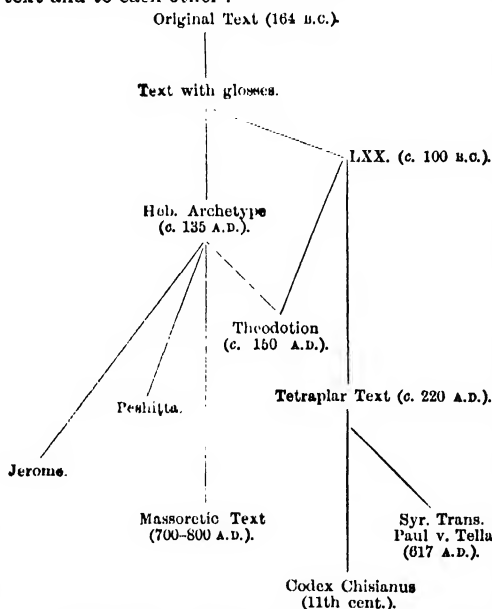 text and to each other :
Original Text (164 B.C.).
Text with glosses.
LXX. (c. 100 B.C.)
Heb. Archetype
(c. 135 A.D.).
Theodotion
(c. 150 A.D.).
Peshiṭta.
Tetraplar Text (c. 220 A.D.).
Jerome.
Massoretic Text
(700-800 A.D.).
Syr. Trans.
Paul v. Tella
(617 A.D.).
Codex Chisianus
(11th cent.).